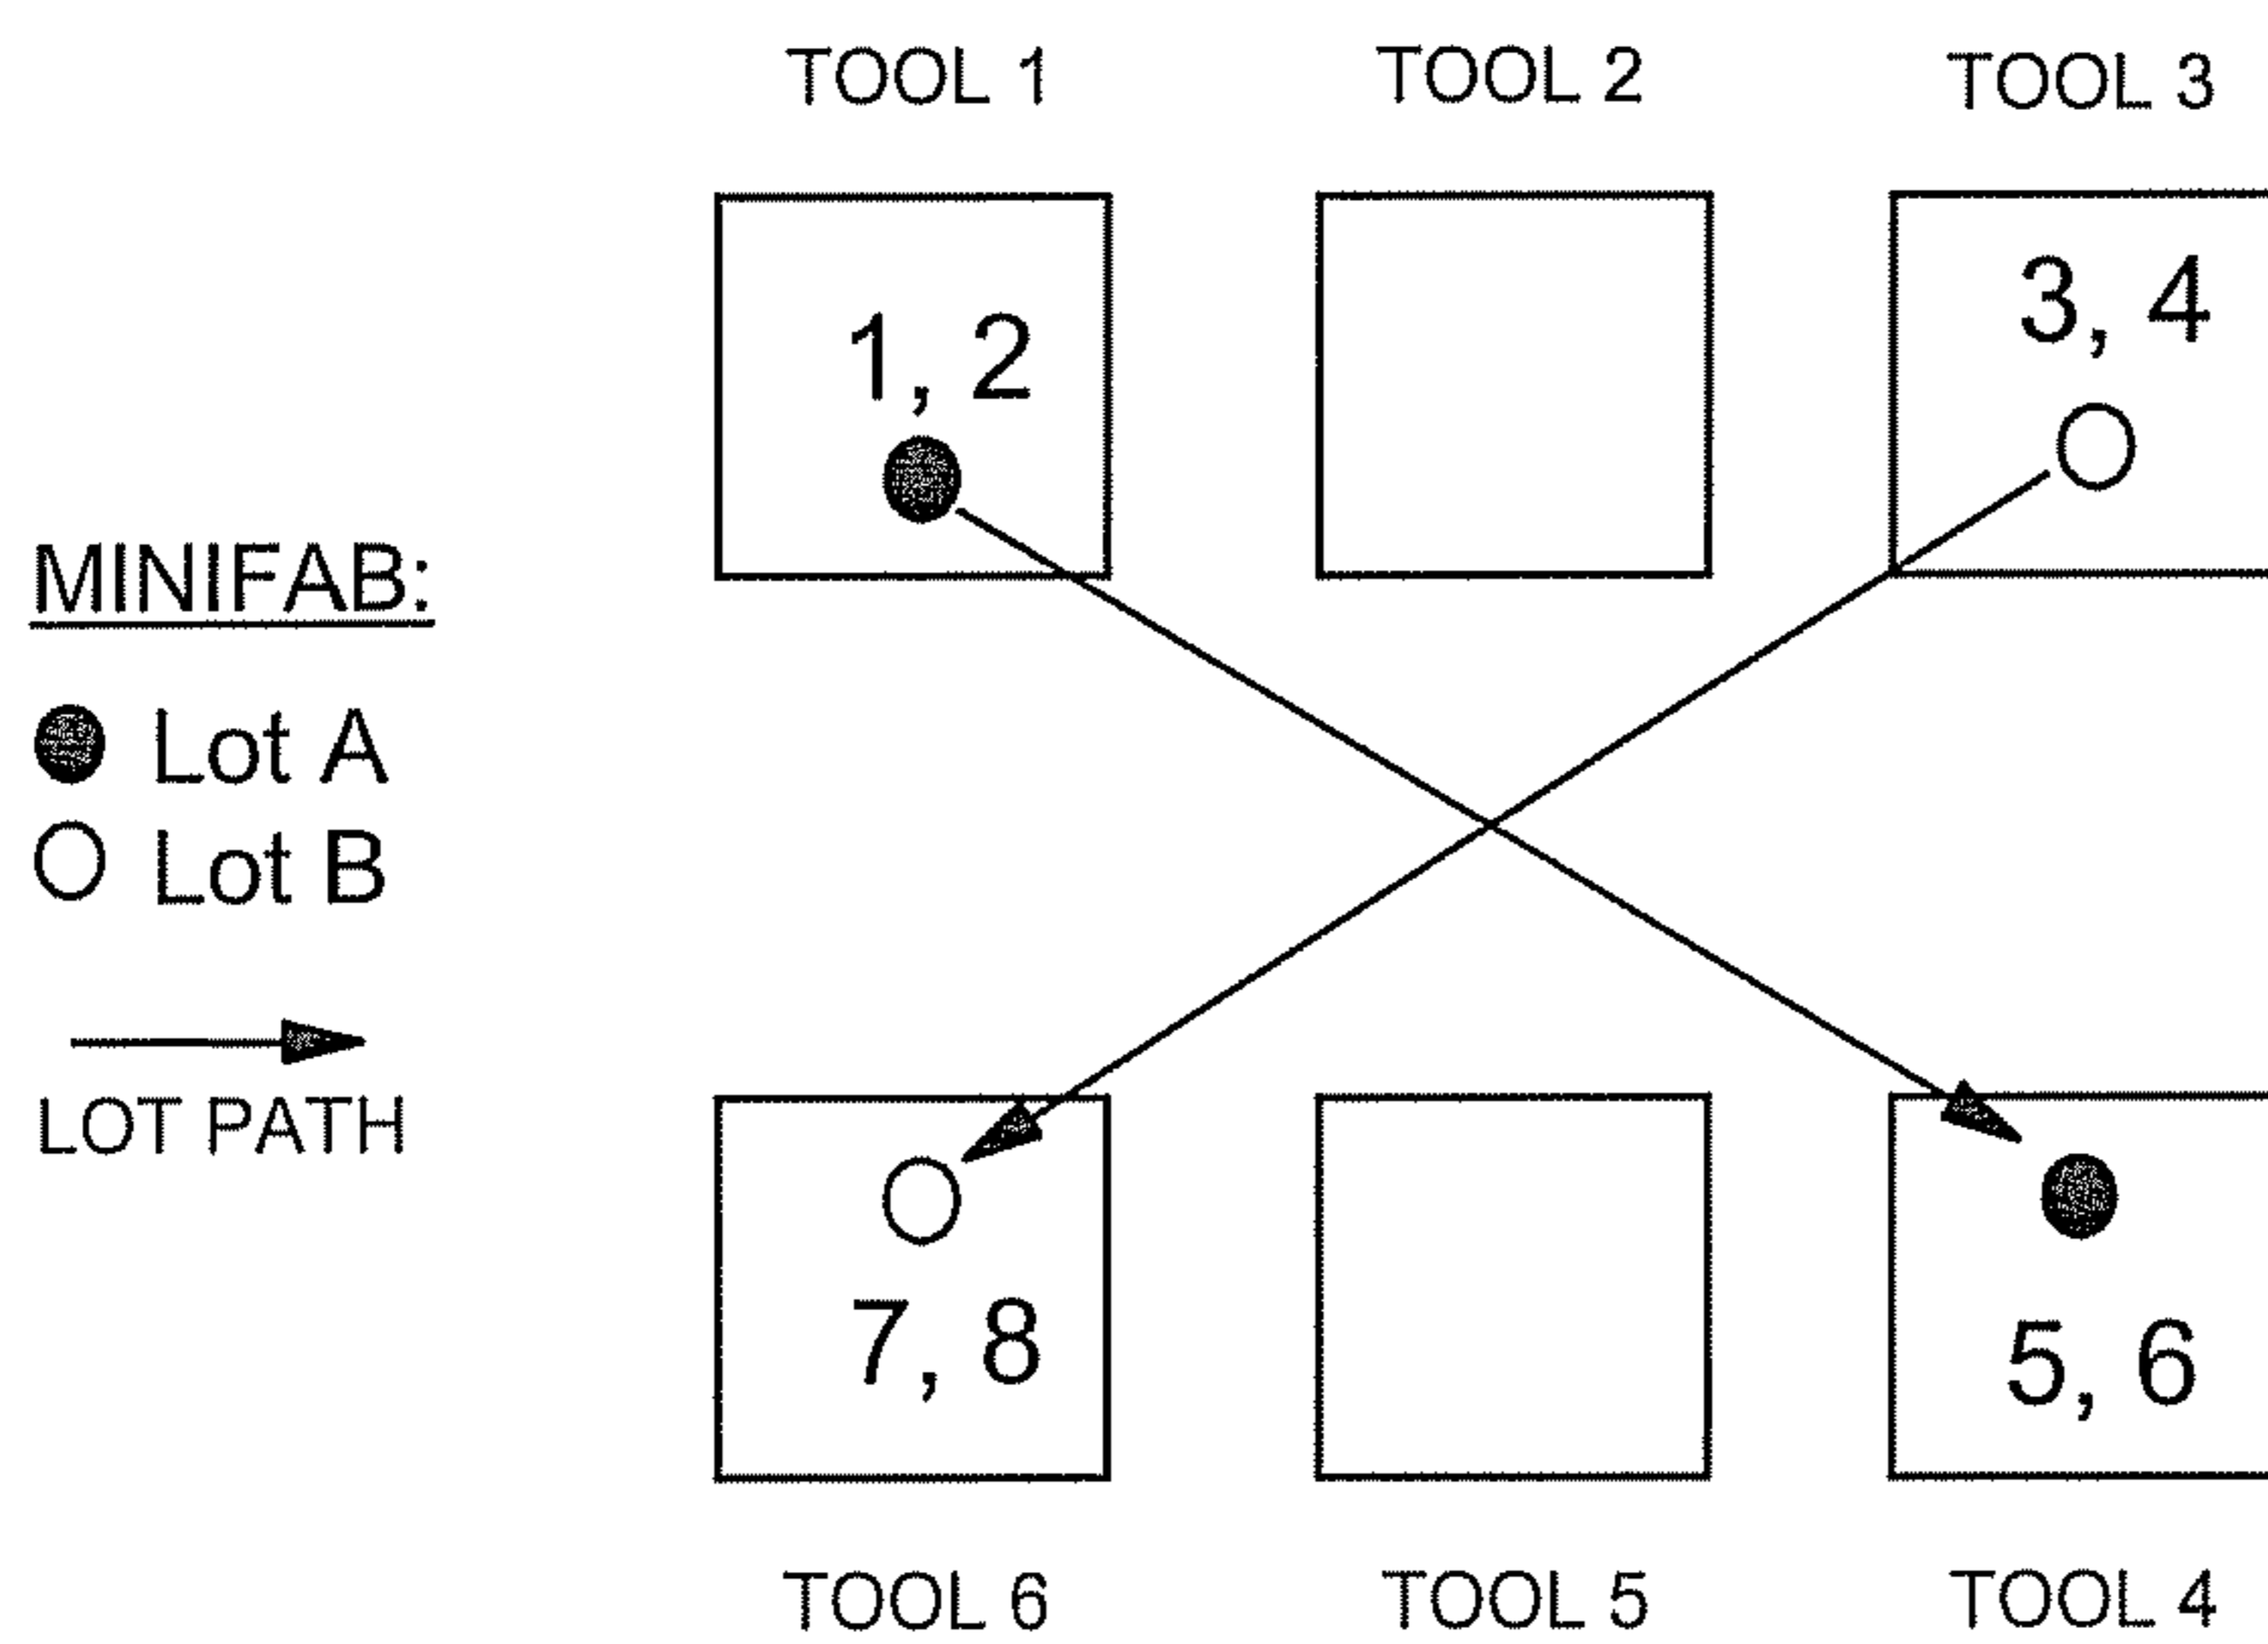 TOOL 1
TOOL 2
TOOL 3
1, 2
3, 4
MINIFAB:
Lot A
Lot B
LOT PATH
7, 8
5, 6
TOOL 6
TOOL 5
TOOL 4